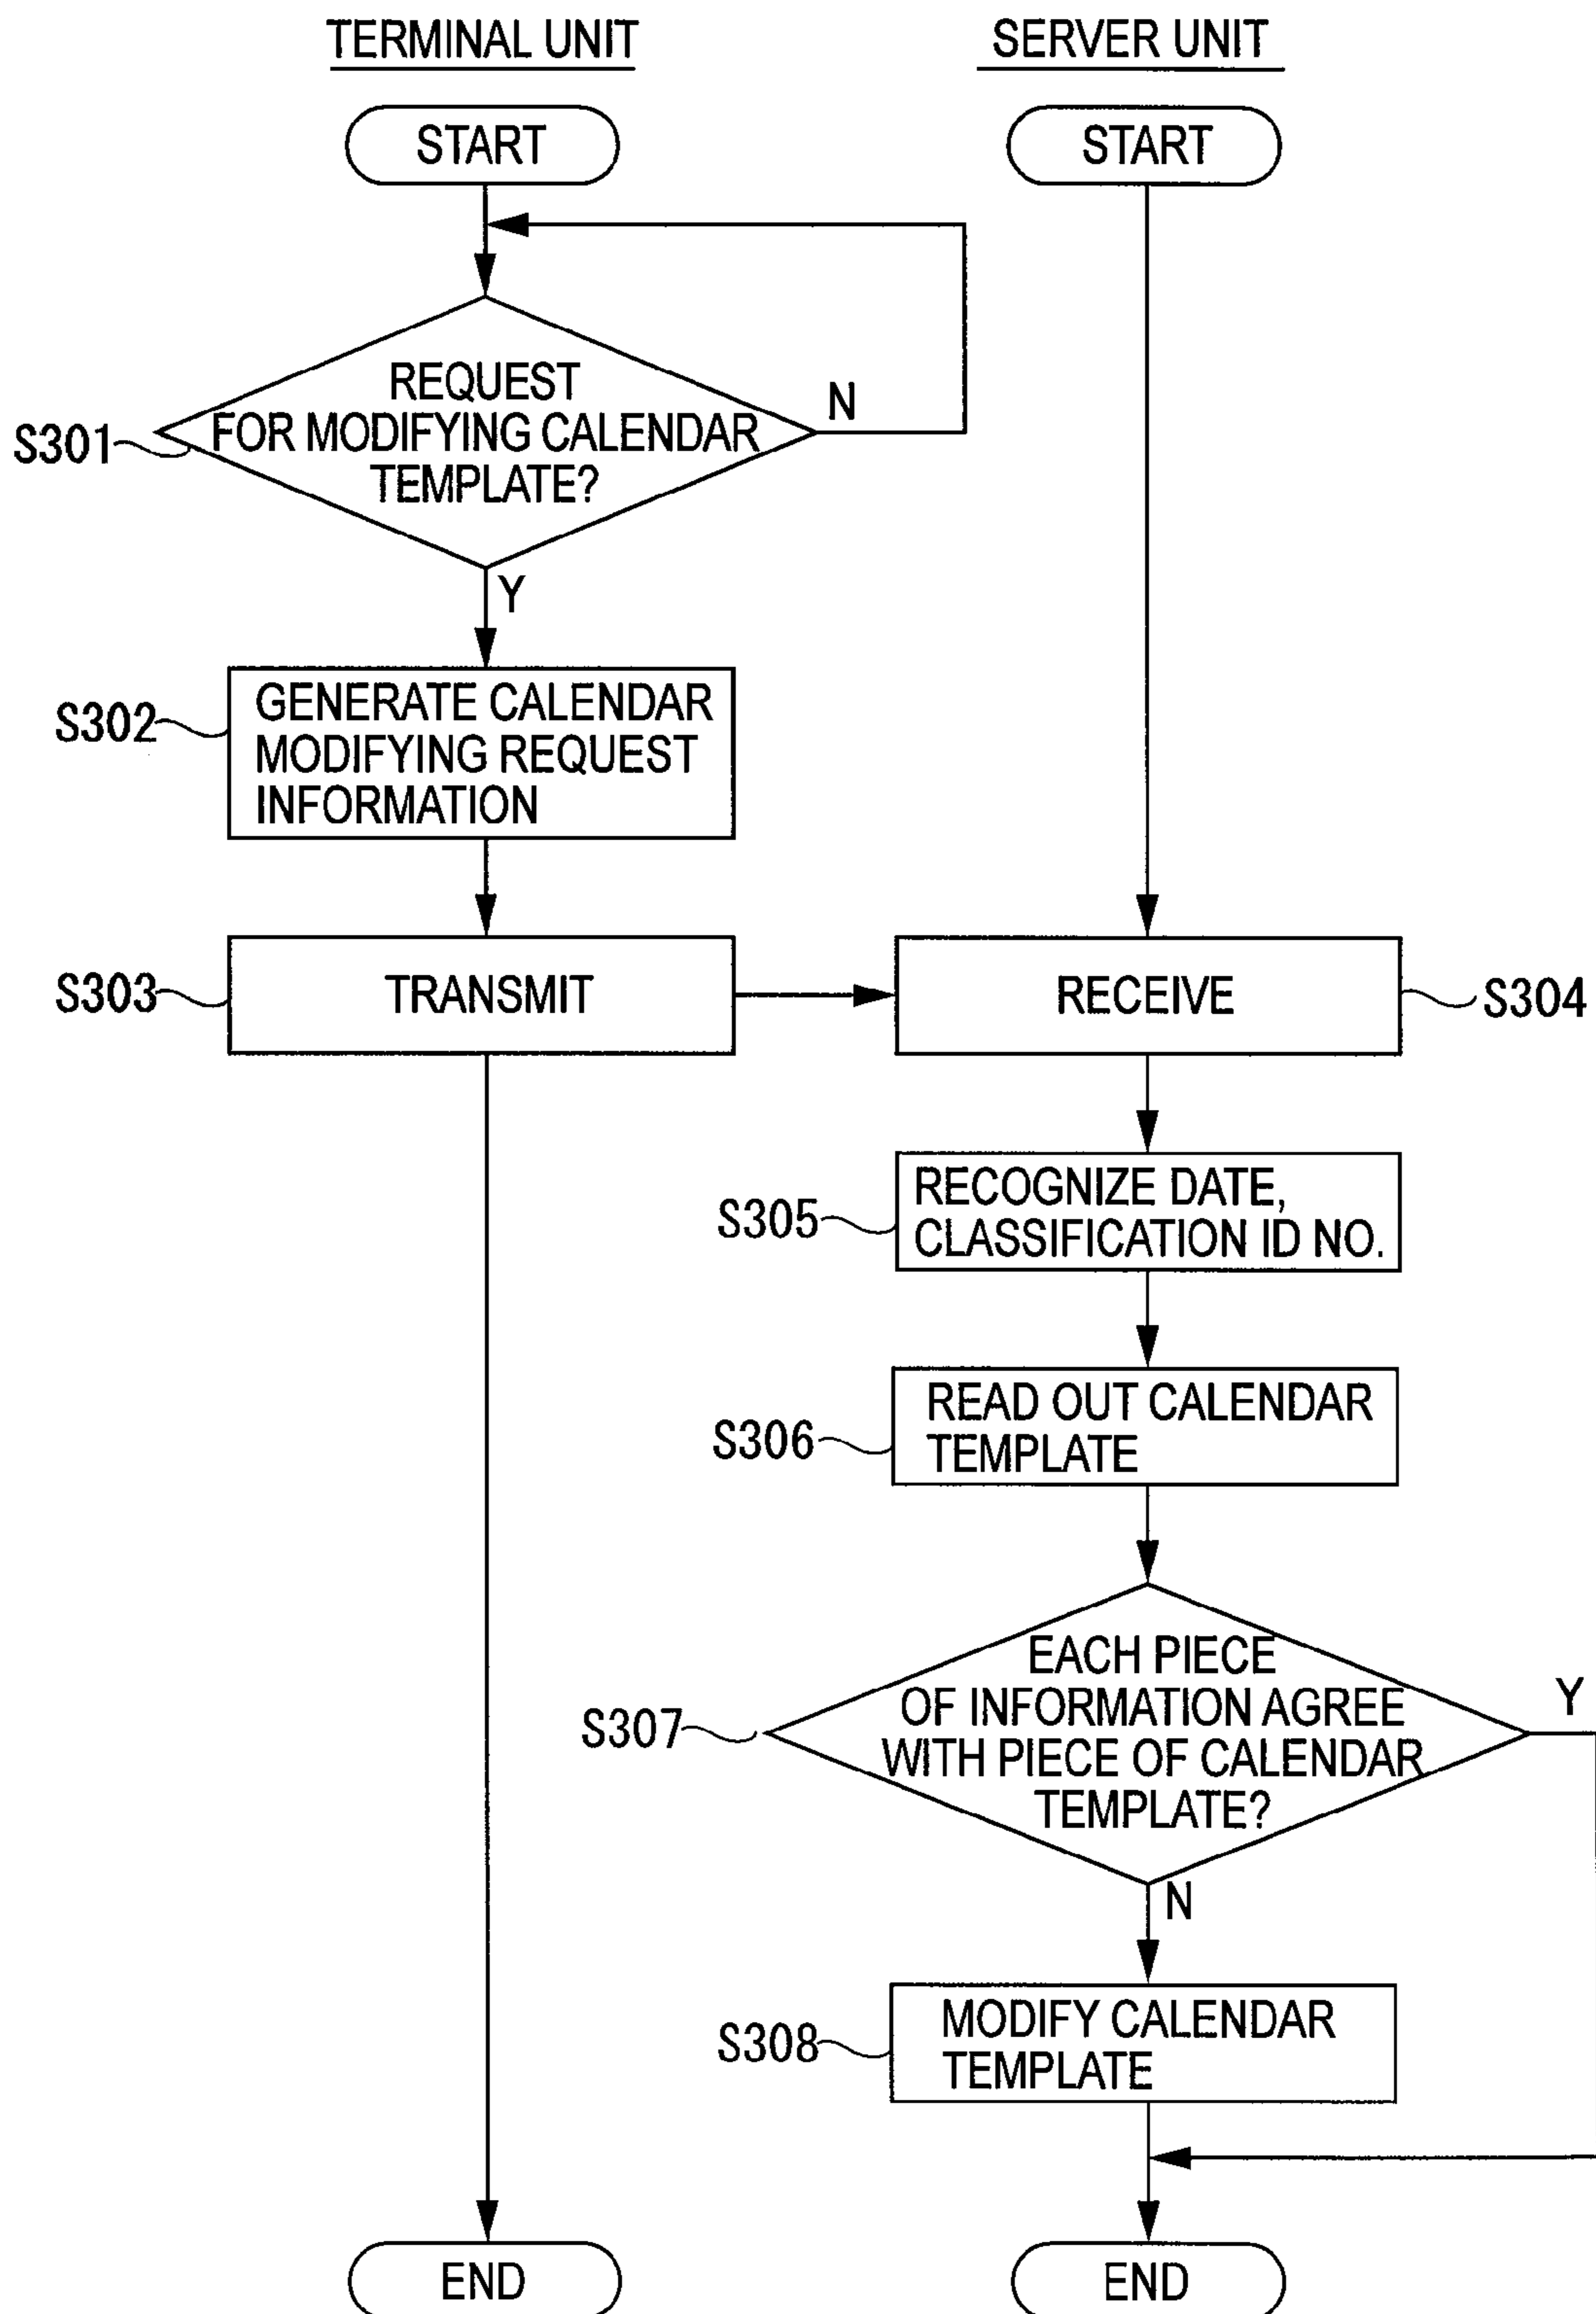 TERMINAL UNIT
SERVER UNIT
START
START
S301
REQUEST
FOR MODIFYING CALENDAR
TEMPLATE?
N
Y
S302
GENERATE CALENDAR
MODIFYING REQUEST
INFORMATION
S303
TRANSMIT
RECEIVE
S304
S305
RECOGNIZE DATE,
CLASSIFICATION ID NO.
S306
READ OUT CALENDAR
TEMPLATE
S307
EACH PIECE
OF INFORMATION AGREE
WITH PIECE OF CALENDAR
TEMPLATE?
Y
N
S308
MODIFY CALENDAR
TEMPLATE
END
END